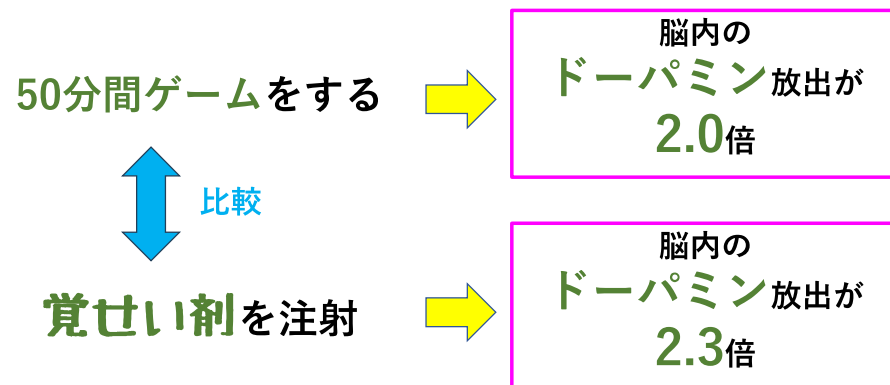 50分間ゲームをする
脳内の
ドーパミン放出が
2.0倍
比較
覚せい剤を注射
脳内の
ドーパミン放出が
2.3倍